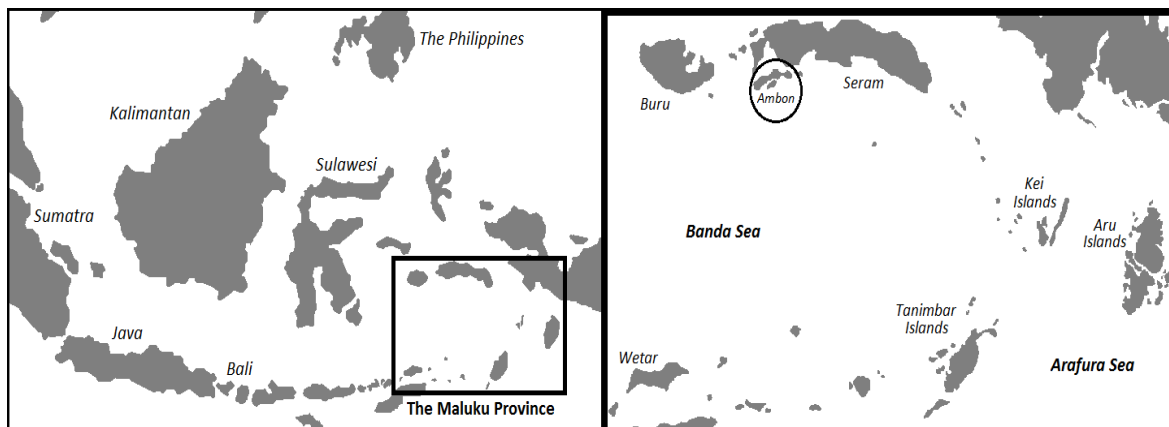 The Philippines
Kalimantan
Sulawesi
Sumatra
Java
Bali
The Maluku Province
Buru
Ambon
Seram
Kei
Islands
Banda Sea
Aru
Islands
Tanimbar
Islands
Wetar
Arafura Sea